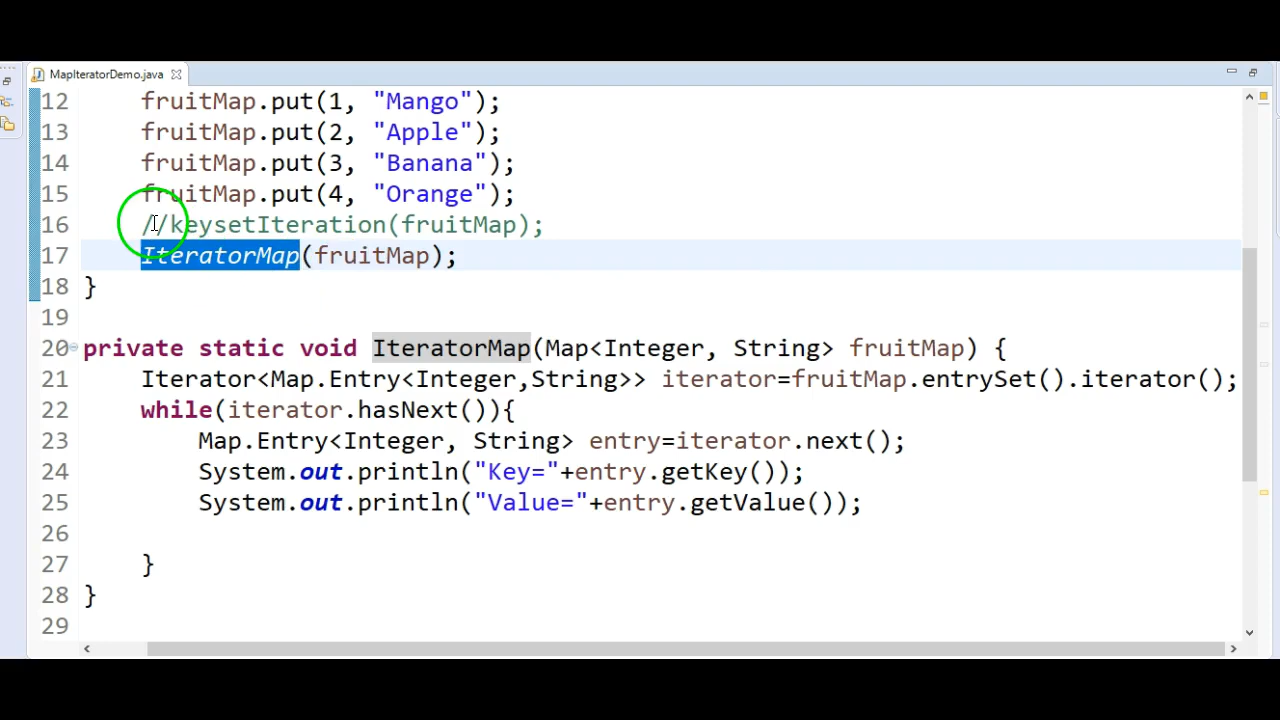 MapIteratorDemo.java
12 fruitMap.put(1, "Mango");
13 fruitMap.put(2, "Apple");
14 fruitMap.put(3, "Banana");
15 fruitMap.put(4, "Orange");
16 //keysetIteration(fruitMap);
17 IteratorMap(fruitMap);
18 }
19
20 private static void IteratorMap(Map<Integer, String> fruitMap) {
21 Iterator<Map.Entry<Integer,String>> iterator=fruitMap.entrySet().iterator();
22 while(iterator.hasNext()){
23 Map.Entry<Integer, String> entry=iterator.next();
24 System.out.println("Key="+entry.getKey());
25 System.out.println("Value="+entry.getValue());
26
27 }
28 }
29